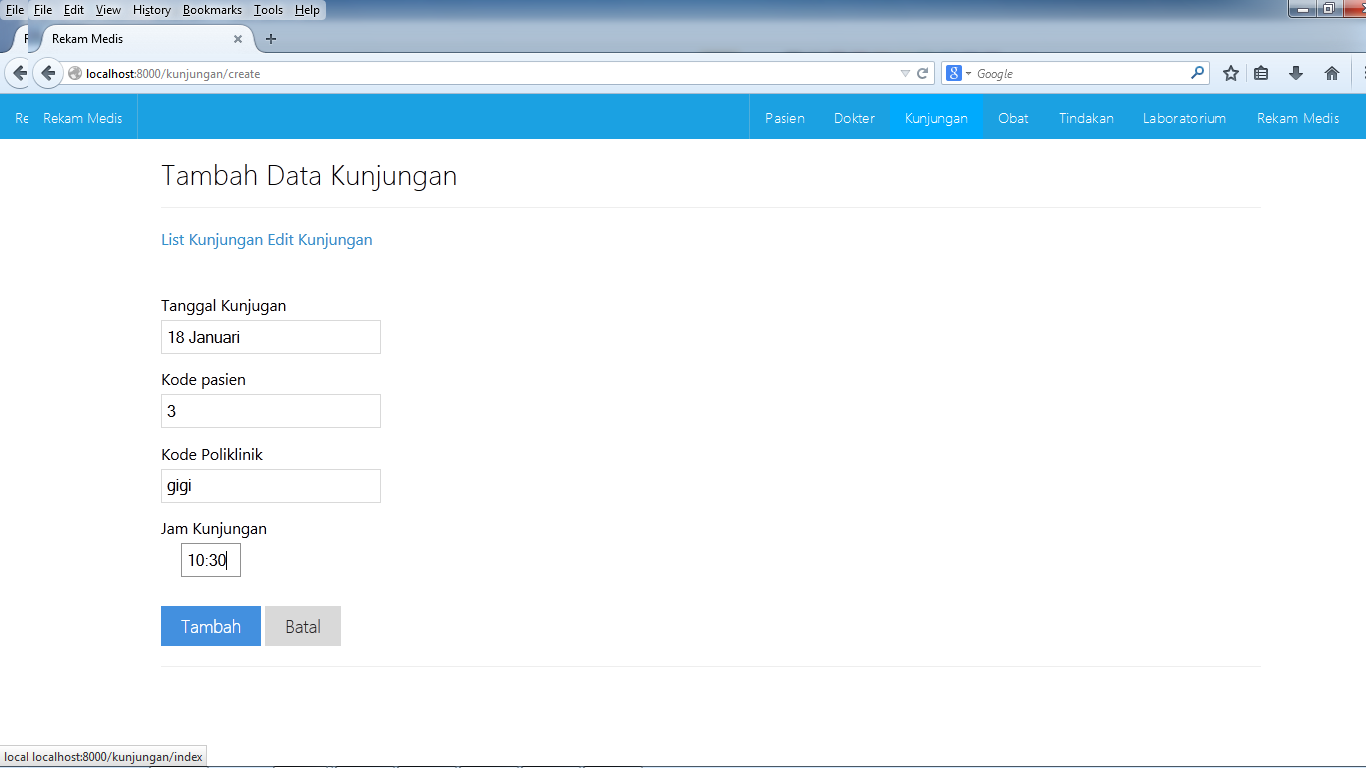 File File Edit View History Bookmarks Tools Help
F Rekam Medis
localhost:8000/kunjungan/create
8 Google
Re Rekam Medis Pasien Dokter Kunjungan Obat Tindakan Laboratorium Rekam Medis
Tambah Data Kunjungan
List Kunjungan Edit Kunjungan
Tanggal Kunjugan
18 Januari
Kode pasien
3
Kode Poliklinik
gigi
Jam Kunjungan
10:30
Tambah Batal
local localhost:8000/kunjungan/index